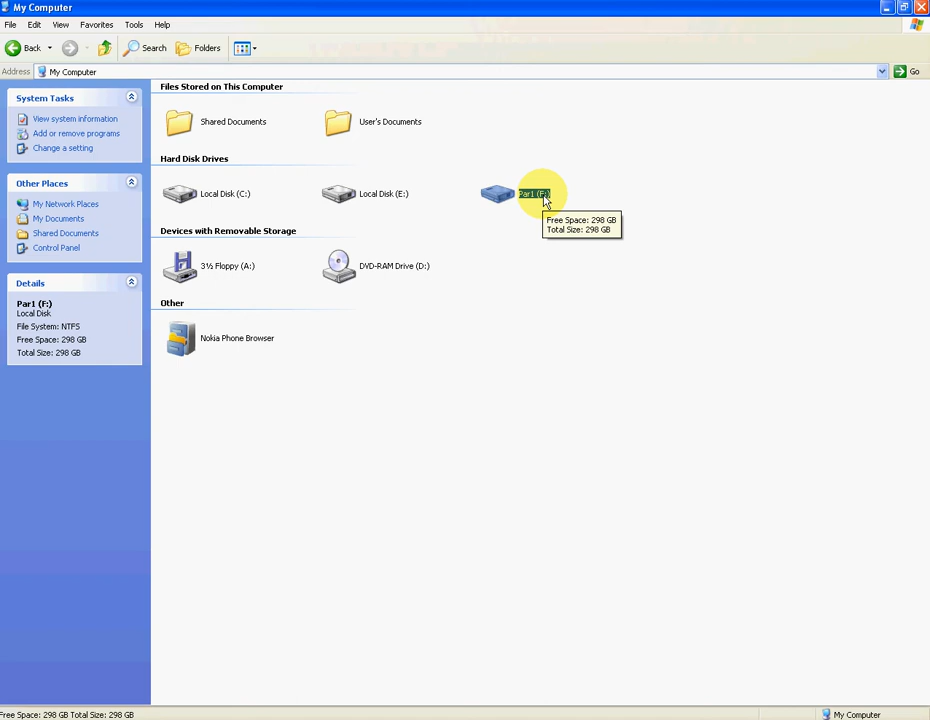 My Computer
File Edit View Favorites Tools Help
Back Search Folders
Address My Computer Go
System Tasks
View system information
Add or remove programs
Change a setting
Other Places
My Network Places
My Documents
Shared Documents
Control Panel
Details
Par1 (F:)
Local Disk
File System: NTFS
Free Space: 298 GB
Total Size: 298 GB
Files Stored on This Computer
Shared Documents User's Documents
Hard Disk Drives
Local Disk (C:) Local Disk (E:) Par1 (F:)
Free Space: 298 GB
Total Size: 298 GB
Devices with Removable Storage
3½ Floppy (A:) DVD-RAM Drive (D:)
Other
Nokia Phone Browser
Free Space: 298 GB Total Size: 298 GB My Computer